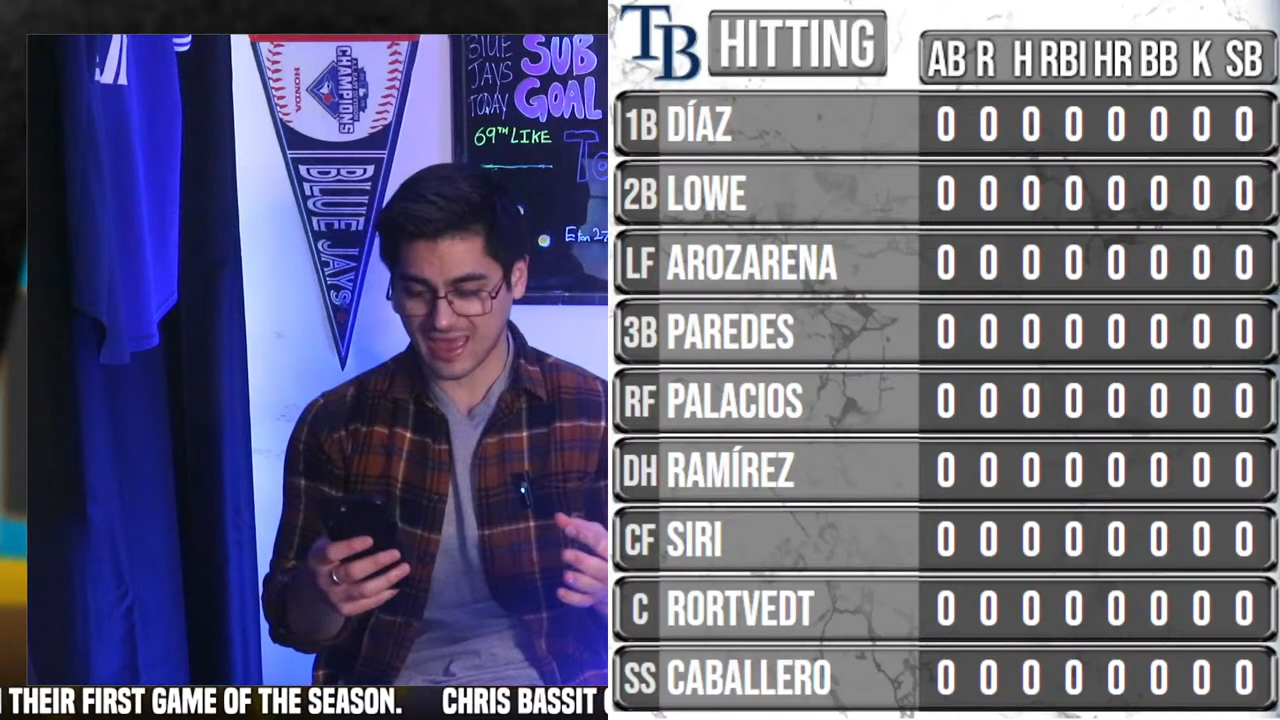 BLUE
JAYS
TODAY
69TH LIKE
SUB
GOAL
HONDA
AL EAST DIVISION
CHAMPIONS
BLUE JAYS
THEIR FIRST GAME OF THE SEASON. CHRIS BASSIT
TB HITTING
AB R H RBI HR BB K SB
1B DÍAZ 0 0 0 0 0 0 0 0
2B LOWE 0 0 0 0 0 0 0 0
LF AROZARENA 0 0 0 0 0 0 0 0
3B PAREDES 0 0 0 0 0 0 0 0
RF PALACIOS 0 0 0 0 0 0 0 0
DH RAMÍREZ 0 0 0 0 0 0 0 0
CF SIRI 0 0 0 0 0 0 0 0
C RORTVEDT 0 0 0 0 0 0 0 0
SS CABALLERO 0 0 0 0 0 0 0 0